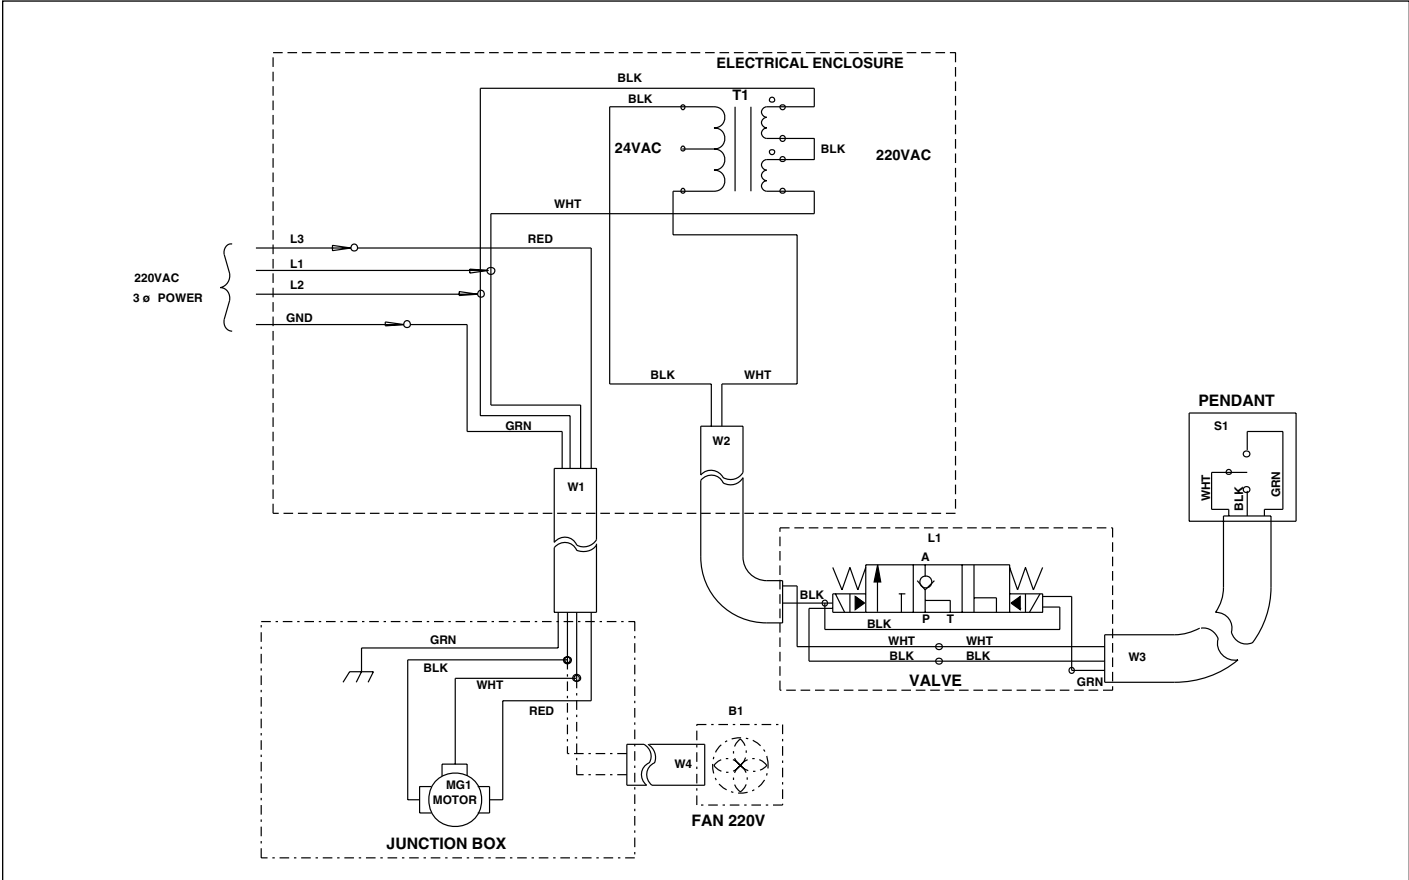 ELECTRICAL ENCLOSURE
BLK
BLK
T1
24VAC
BLK
220VAC
WHT
L3
RED
L1
220VAC
L2
3 ø POWER
GND
BLK
WHT
GRN
W2
W1
PENDANT
S1
WHT
BLK
GRN
L1
A
BLK
T
P T
BLK
WHT WHT
BLK BLK
W3
VALVE
GRN
GRN
BLK
WHT
RED
B1
W4
MG1
MOTOR
FAN 220V
JUNCTION BOX